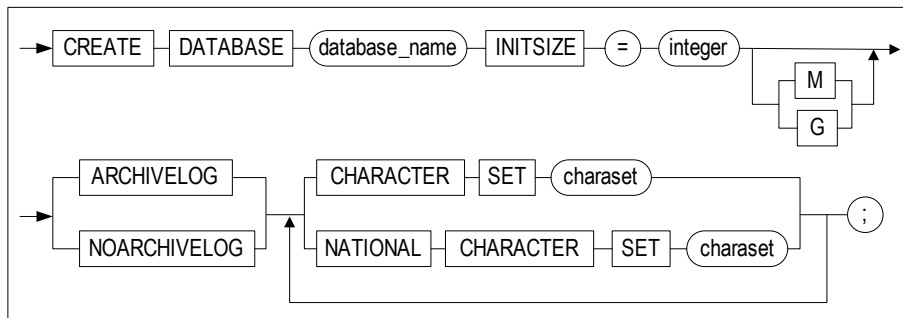 CREATE DATABASE database_name INITSIZE = integer
M
G
ARCHIVELOG CHARACTER SET charaset
NOARCHIVELOG NATIONAL CHARACTER SET charaset ;